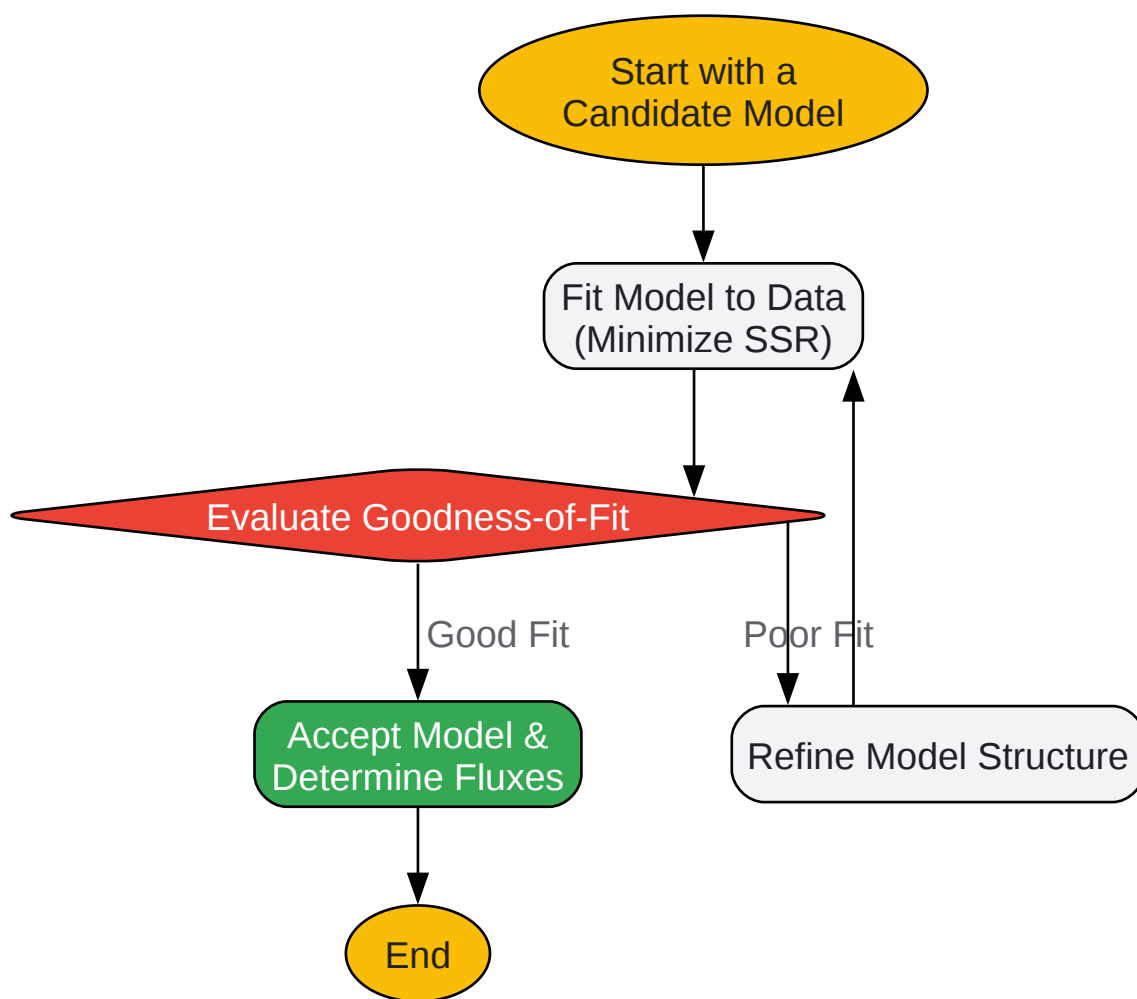 Start with a
Candidate Model
Fit Model to Data
(Minimize SSR)
Evaluate Goodness-of-Fit
Good Fit
Poor Fit
Accept Model &
Determine Fluxes
Refine Model Structure
End